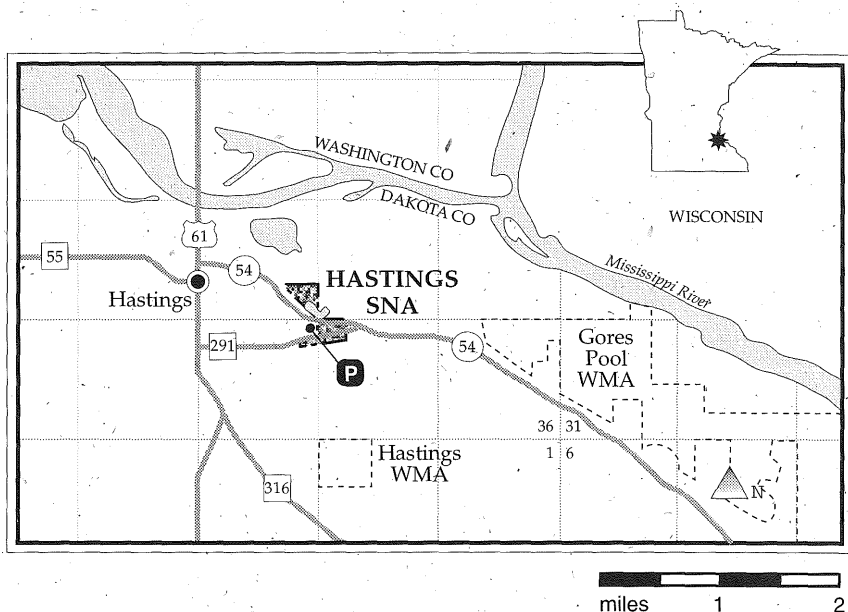 WASHINGTON CO
DAKOTA CO
WISCONSIN
61
55
54
Mississippi River
HASTINGS
SNA
Hastings
291
54
Gores
Pool
WMA
P
36 31
1 6
Hastings
WMA
316
N
miles 1 2